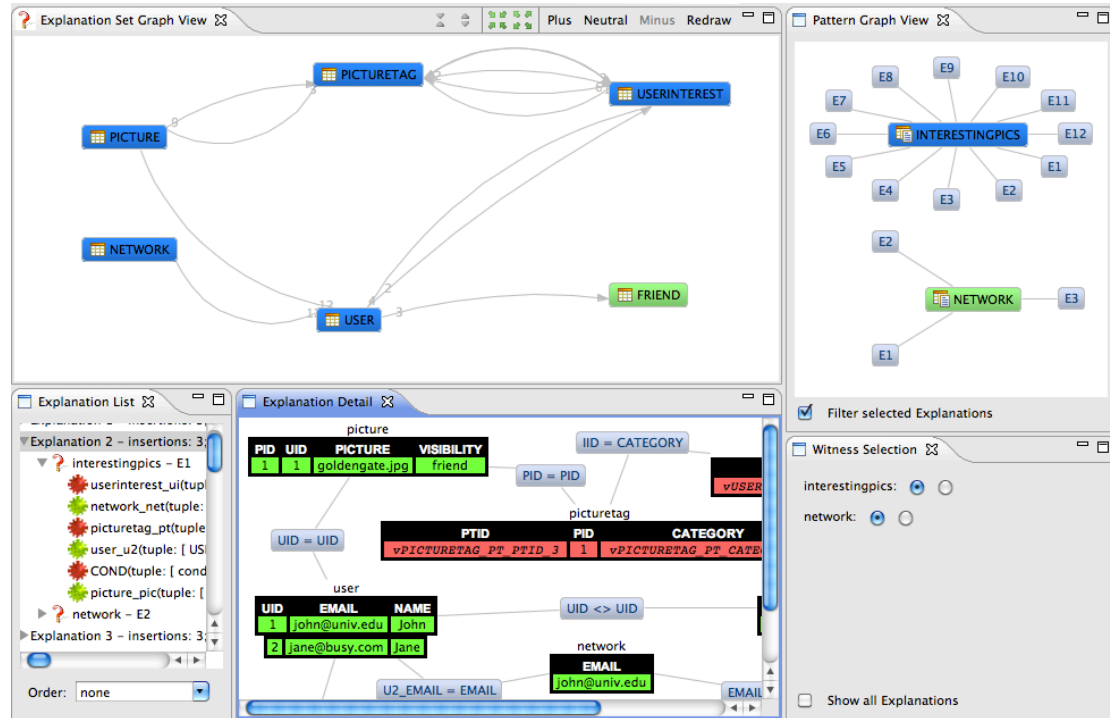 Explanation Set Graph View
Plus Neutral Minus Redraw
PICTURETAG
USERINTEREST
PICTURE
NETWORK
USER
FRIEND
9
3
2
6
2
4
3
Pattern Graph View
E9
E8
E10
E7
E11
E6
INTERESTINGPICS
E12
E5
E1
E4
E3
E2
E2
NETWORK
E3
E1
Filter selected Explanations
Explanation List
Explanation 2 – insertions: 3;
interestingpics – E1
userinterest_ui(tupl
network_net(tuple:
picturetag_pt(tuple
user_u2(tuple: [ US
COND(tuple: [ cond
picture_pic(tuple: [
network – E2
Explanation 3 – insertions: 3;
Order: none
Explanation Detail
picture
PID UID PICTURE VISIBILITY
1 1 goldengate.jpg friend
IID = CATEGORY
PID = PID
vUSER
picturetag
PTID PID CATEGORY
vPICTURETAG_PT_PTID_3 1 vPICTURETAG_PT_CATEG
UID = UID
user
UID EMAIL NAME
1 john@univ.edu John
2 jane@busy.com Jane
UID <> UID
network
EMAIL
john@univ.edu
U2_EMAIL = EMAIL
EMAIL
Witness Selection
interestingpics:
network:
Show all Explanations